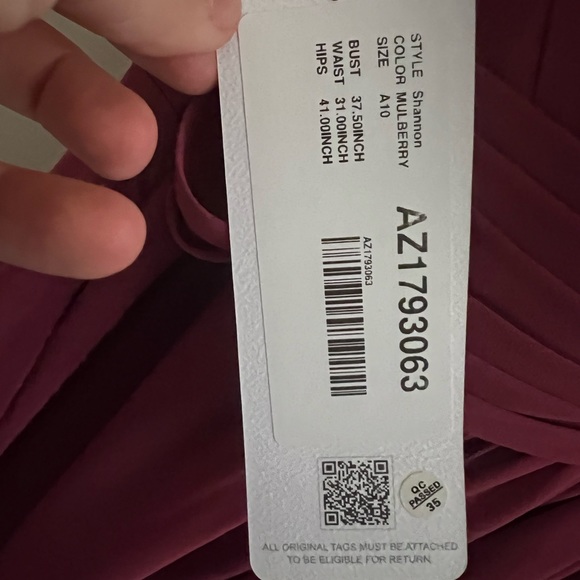 STYLE Shannon
COLOR MULBERRY
SIZE A10
BUST 37.50INCH
WAIST 31.00INCH
HIPS 41.00INCH
AZ1793063
AZ1793063
QC
PASSED
35
ALL ORIGINAL TAGS MUST BE ATTACHED
TO BE ELIGIBLE FOR RETURN